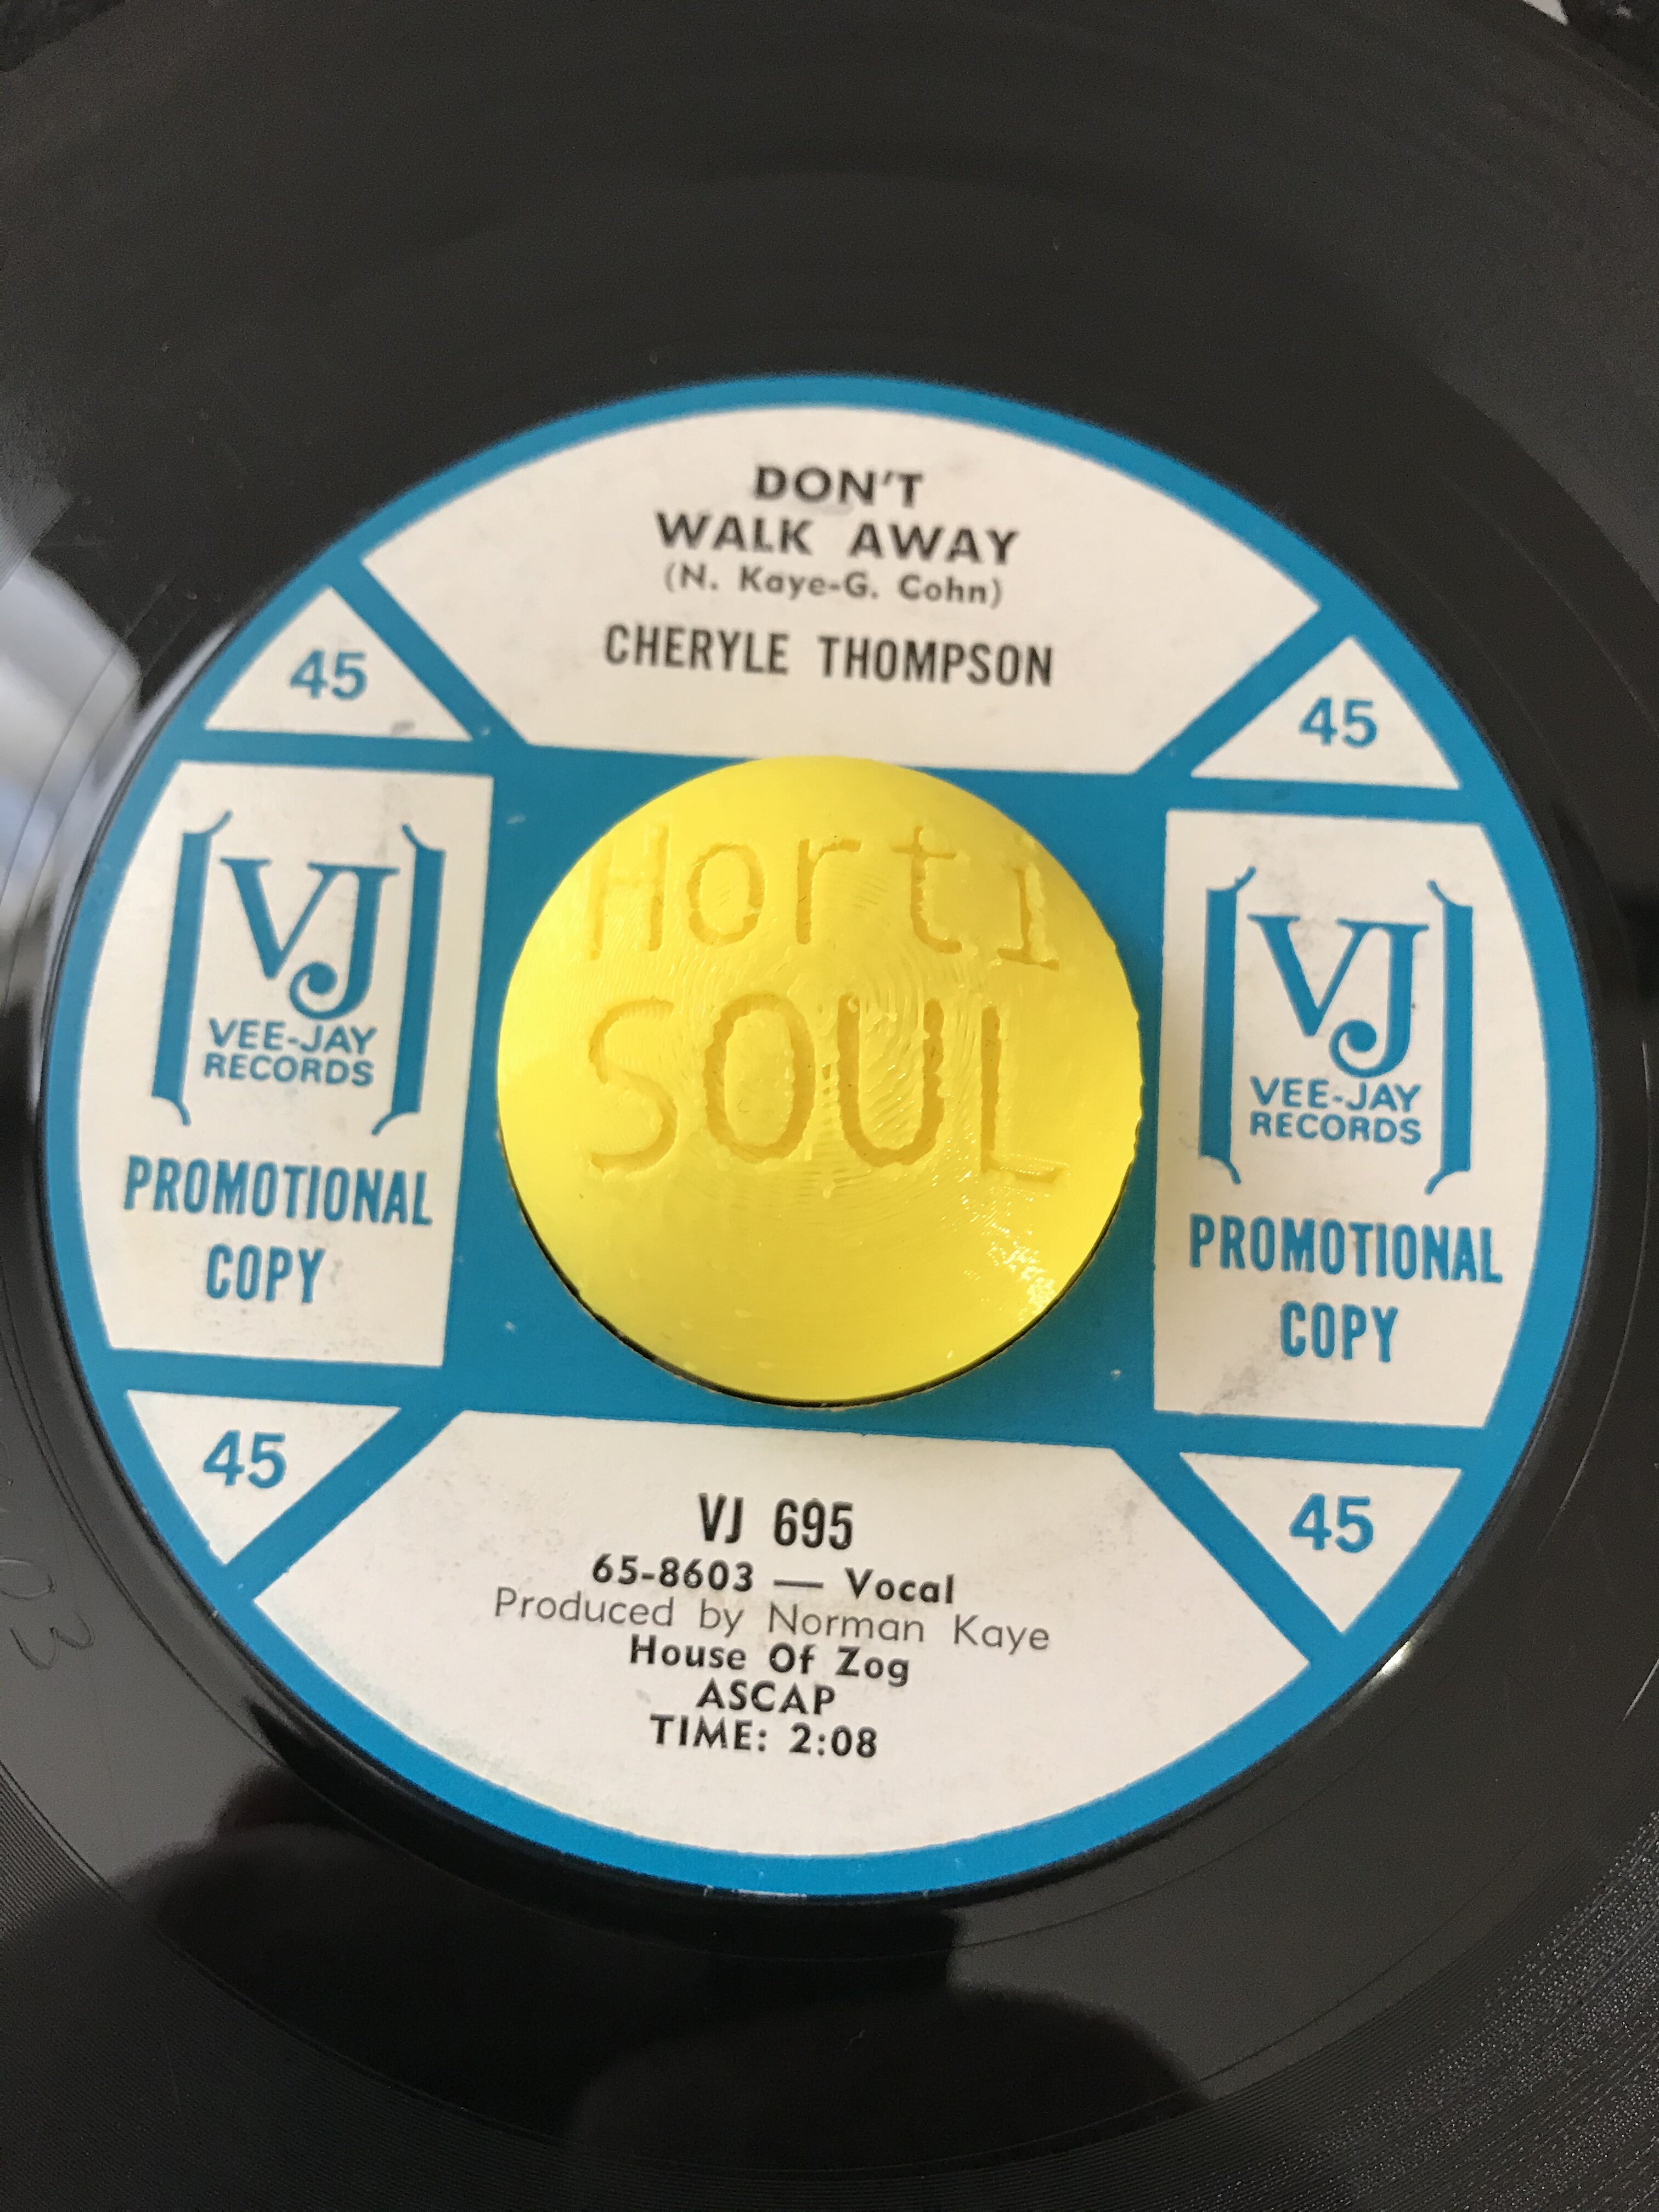 DON'T
WALK AWAY
(N. Kaye-G. Cohn)
CHERYLE THOMPSON
45
45
VJ
VEE-JAY
RECORDS
PROMOTIONAL
COPY
Horti
SOUL
VJ
VEE-JAY
RECORDS
PROMOTIONAL
COPY
45
45
VJ 695
65-8603 — Vocal
Produced by Norman Kaye
House Of Zog
ASCAP
TIME: 2:08
03